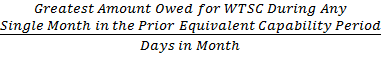 Greatest Amount Owed for WTSC During Any
Single Month in the Prior Equivalent Capability Period
Days in Month